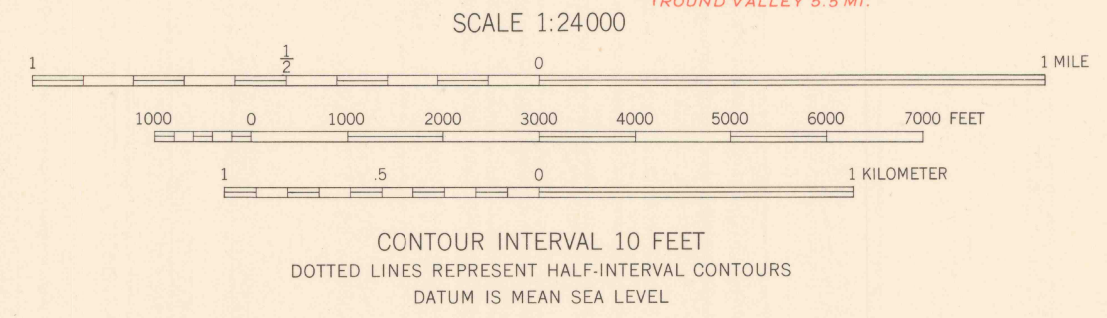 ROUND VALLEY 5.5 MI.
SCALE 1:24000
1 1/2 0 1 MILE
1000 0 1000 2000 3000 4000 5000 6000 7000 FEET
1 .5 0 1 KILOMETER
CONTOUR INTERVAL 10 FEET
DOTTED LINES REPRESENT HALF-INTERVAL CONTOURS
DATUM IS MEAN SEA LEVEL